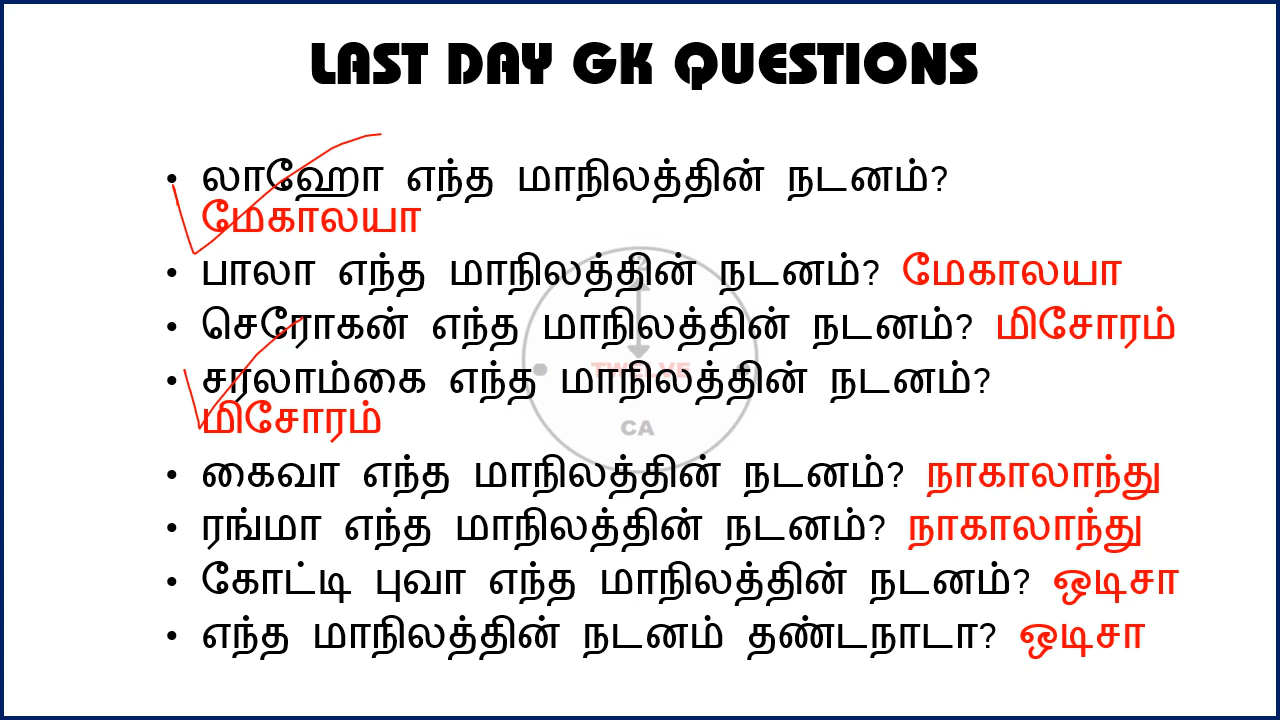 LAST DAY GK QUESTIONS
• லாஹோ எந்த மாநிலத்தின் நடனம்?
மேகாலயா
• பாலா எந்த மாநிலத்தின் நடனம்? மேகாலயா
• செரோகன் எந்த மாநிலத்தின் நடனம்? மிசோரம்
• சரலாம்கை எந்த மாநிலத்தின் நடனம்?
மிசோரம்
• கைவா எந்த மாநிலத்தின் நடனம்? நாகாலாந்து
• ரங்மா எந்த மாநிலத்தின் நடனம்? நாகாலாந்து
• கோட்டி புவா எந்த மாநிலத்தின் நடனம்? ஒடிசா
• எந்த மாநிலத்தின் நடனம் தண்டநாடா? ஒடிசா
TWELVE
CA